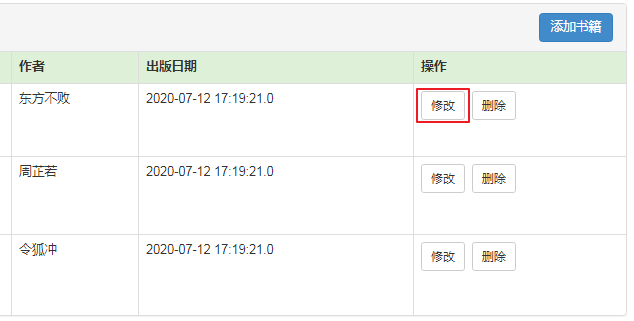 添加书籍
作者 出版日期 操作
东方不败 2020-07-12 17:19:21.0 修改 删除
周芷若 2020-07-12 17:19:21.0 修改 删除
令狐冲 2020-07-12 17:19:21.0 修改 删除